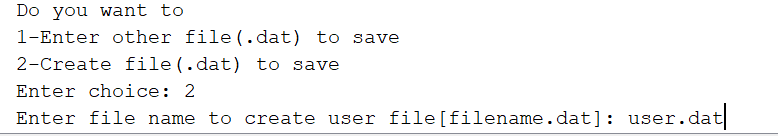 Do you want to
1-Enter other file(.dat) to save
2-Create file(.dat) to save
Enter choice: 2
Enter file name to create user file[filename.dat]: user.dat